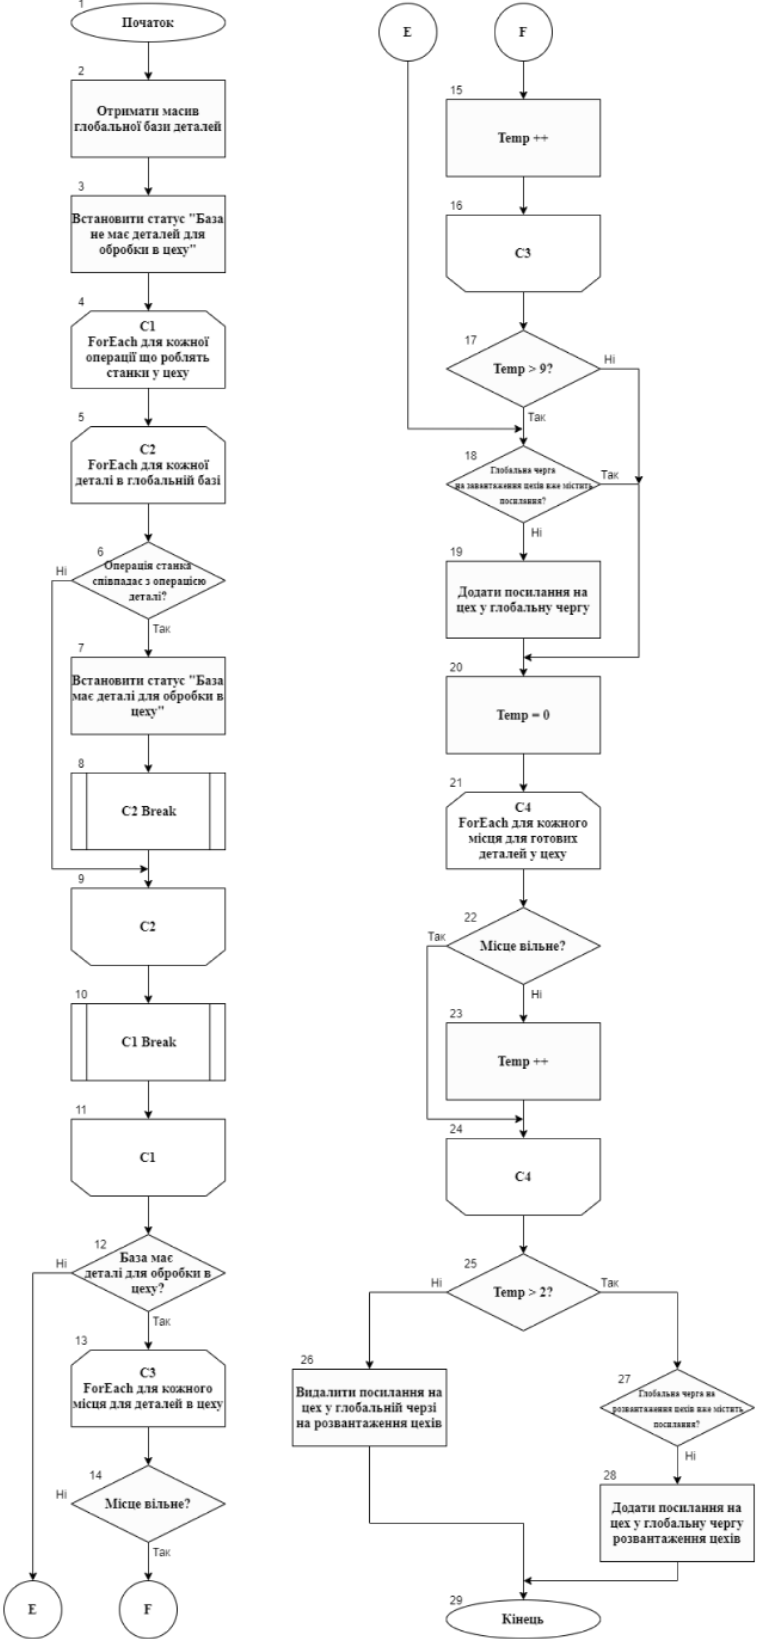 1
Початок
2
Отримати масив
глобальної бази деталей
3
Встановити статус "База
не має деталей для
обробки в цеху"
4
C1
ForEach для кожної
операції що роблять
станки у цеху
5
C2
ForEach для кожної
деталі в глобальній базі
6
Операція станка
співпадає з операцією
деталі?
Ні
Так
7
Встановити статус "База
має деталі для обробки в
цеху"
8
C2 Break
9
C2
10
C1 Break
11
C1
12
База має
деталі для обробки в
цеху?
Ні
Так
13
C3
ForEach для кожного
місця для деталей в цеху
14
Місце вільне?
Ні
Так
E
F
E
F
15
Temp ++
16
C3
17
Temp > 9?
Ні
Так
18
Глобальна черга
на завантаження цехів вже містить
посилання?
Так
Ні
19
Додати посилання на
цех у глобальну чергу
20
Temp = 0
21
C4
ForEach для кожного
місця для готових
деталей у цеху
22
Місце вільне?
Так
Ні
23
Temp ++
24
C4
25
Temp > 2?
Ні
Так
26
Видалити посилання на
цех у глобальній черзі
на розвантаження цехів
27
Глобальна черга на
розвантаження цехів вже містить
посилання?
Ні
28
Додати посилання на
цех у глобальну чергу
розвантаження цехів
29
Кінець